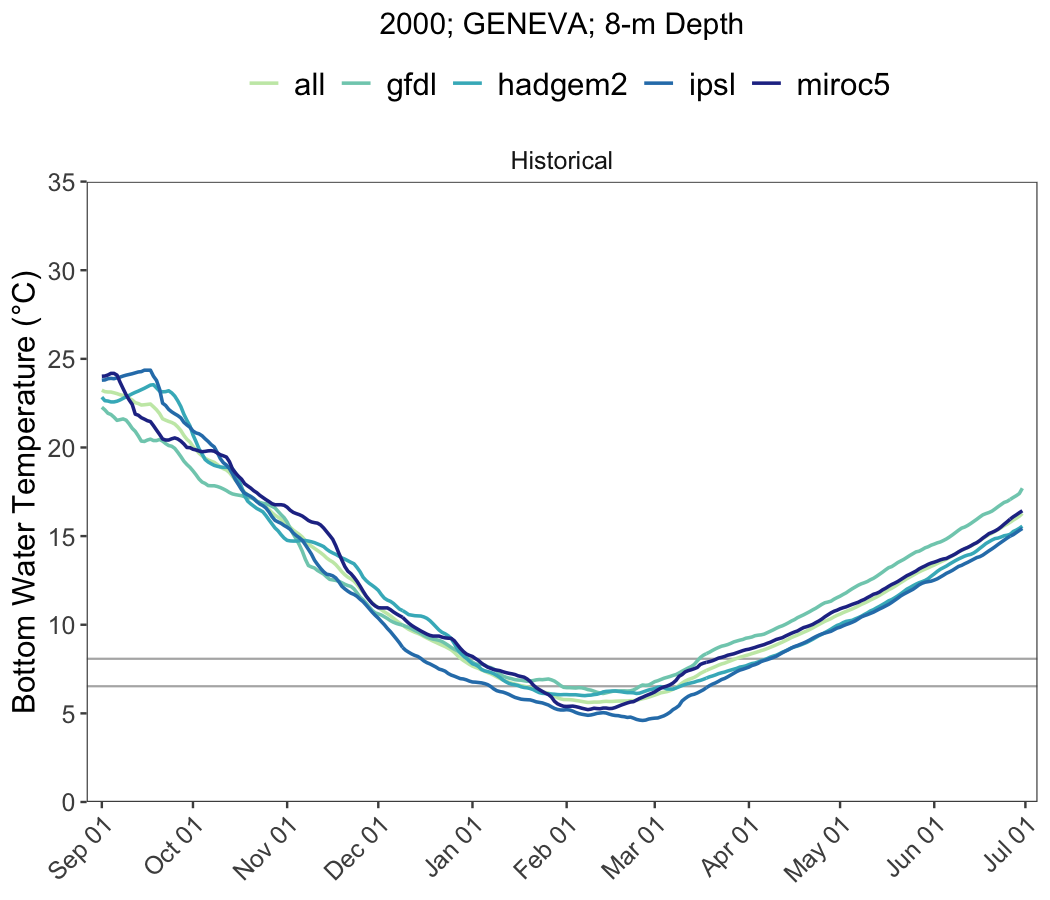 2000; GENEVA; 8-m Depth
all gfdl hadgem2 ipsl miroc5
Historical
Bottom Water Temperature (°C)
35
30
25
20
15
10
5
0
Sep 01 Oct 01 Nov 01 Dec 01 Jan 01 Feb 01 Mar 01 Apr 01 May 01 Jun 01 Jul 01